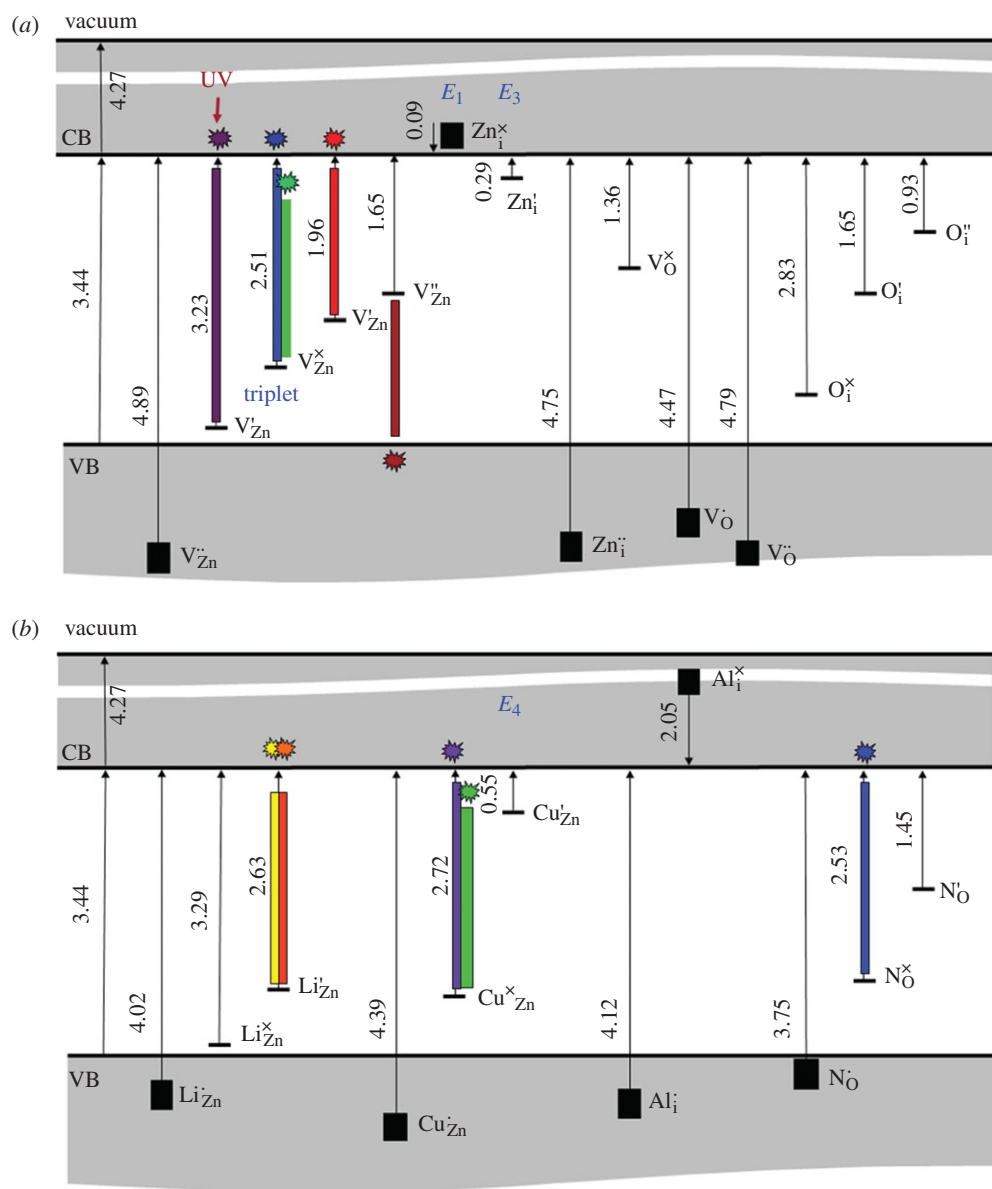 (a) vacuum
4.27
UV
E1 E3
0.09
Zn×i
CB
3.44
4.89
3.23
2.51
1.96
1.65
V″Zn
V′Zn
V×Zn
triplet
V′Zn
0.29
Zn′i
4.75
1.36
V×O
4.47
4.79
2.83
O×i
1.65
O′i
0.93
O″i
VB
V¨Zn
Zn¨i
V˙O
V¨O
(b) vacuum
4.27
E4
Al×i
2.05
CB
3.44
4.02
3.29
2.63
Li′Zn
Li×Zn
4.39
2.72
Cu×Zn
0.55
Cu′Zn
4.12
3.75
2.53
N×O
1.45
N′O
VB
Li˙Zn
Cu˙Zn
Al˙i
N˙O